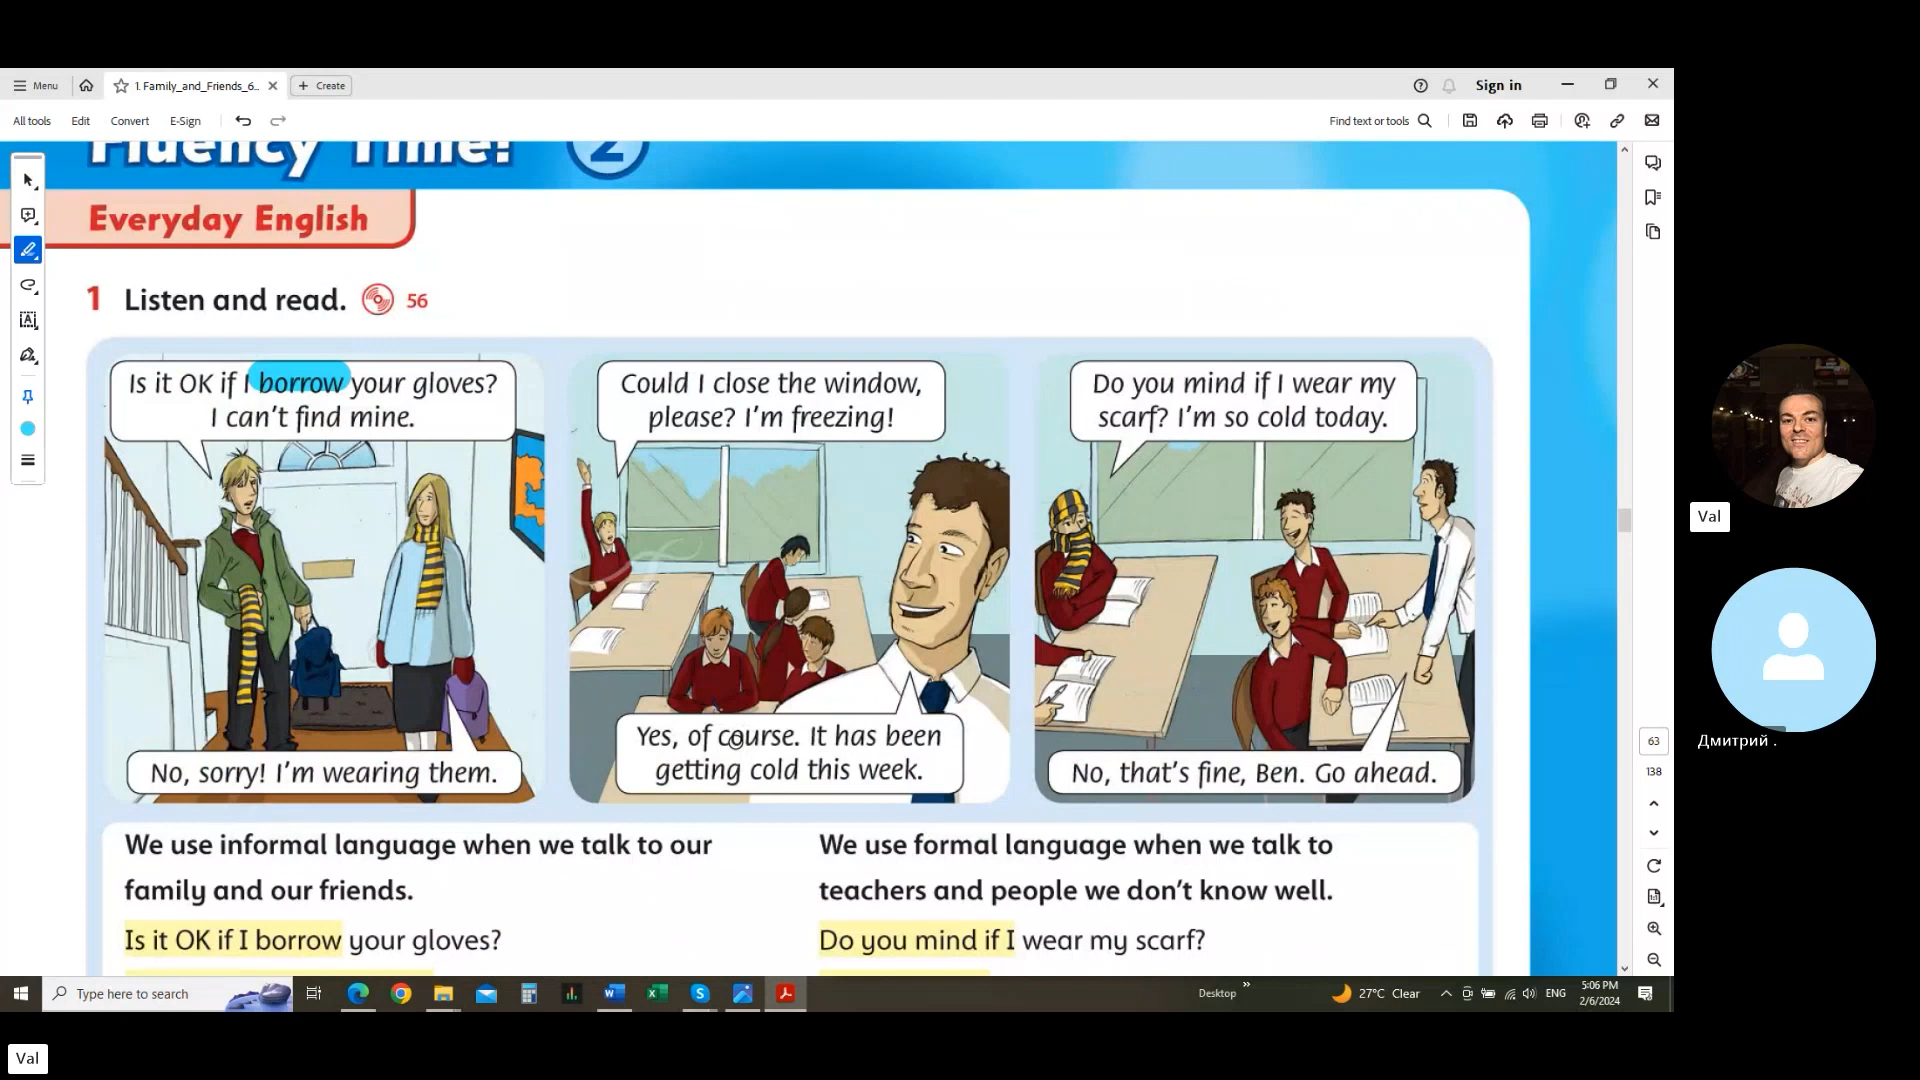 Menu
1. Family_and_Friends_6...
Create
Sign in
All tools
Edit
Convert
E-Sign
Find text or tools
Fluency Time! 2
Everyday English
1 Listen and read. 56
Is it OK if I borrow your gloves?
I can't find mine.
Could I close the window,
please? I'm freezing!
Do you mind if I wear my
scarf? I'm so cold today.
No, sorry! I'm wearing them.
Yes, of course. It has been
getting cold this week.
No, that's fine, Ben. Go ahead.
We use informal language when we talk to our
family and our friends.
Is it OK if I borrow your gloves?
We use formal language when we talk to
teachers and people we don't know well.
Do you mind if I wear my scarf?
63
138
Val
Дмитрий .
Type here to search
Desktop
27°C Clear
ENG
5:06 PM
2/6/2024
Val